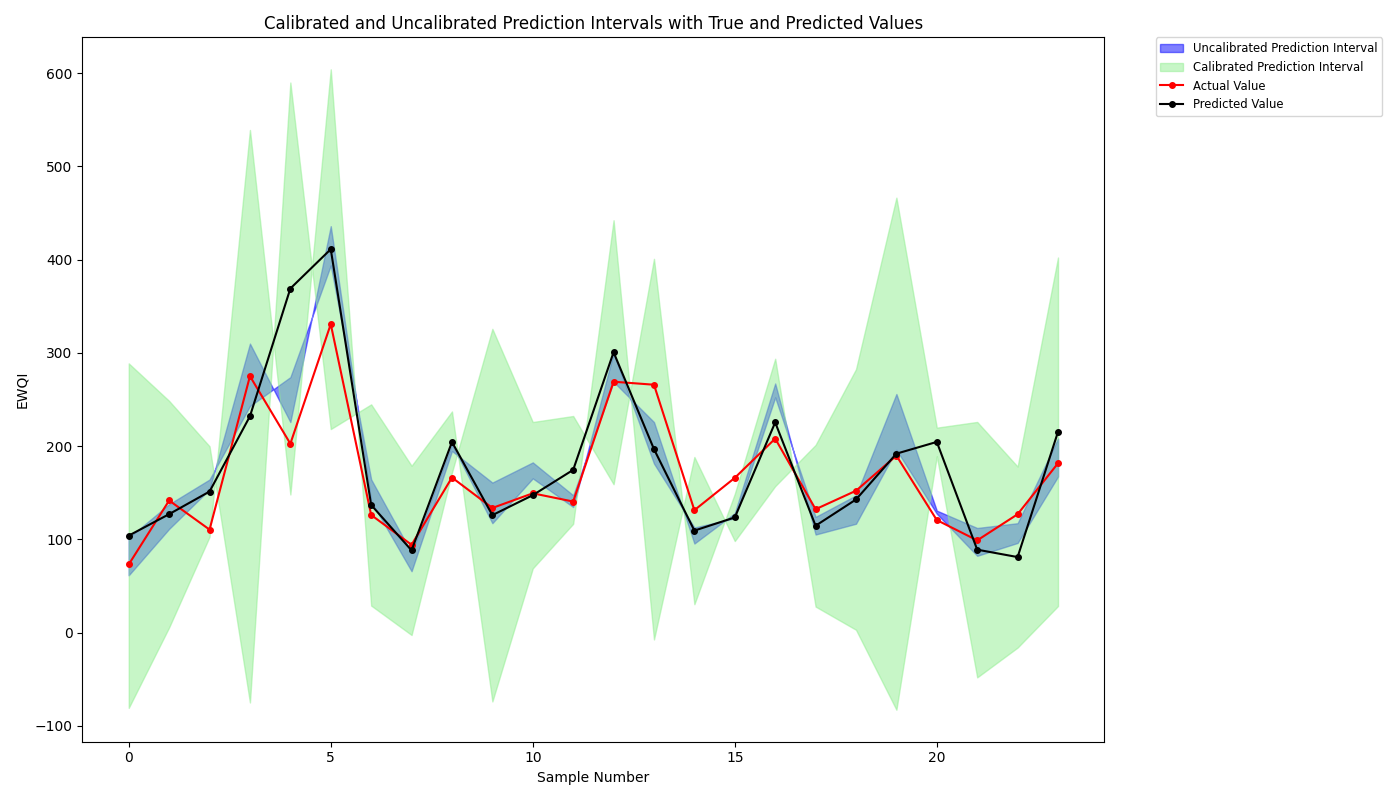 Calibrated and Uncalibrated Prediction Intervals with True and Predicted Values
Uncalibrated Prediction Interval
Calibrated Prediction Interval
Actual Value
Predicted Value
600
500
400
300
200
100
0
−100
EWQI
0 5 10 15 20
Sample Number